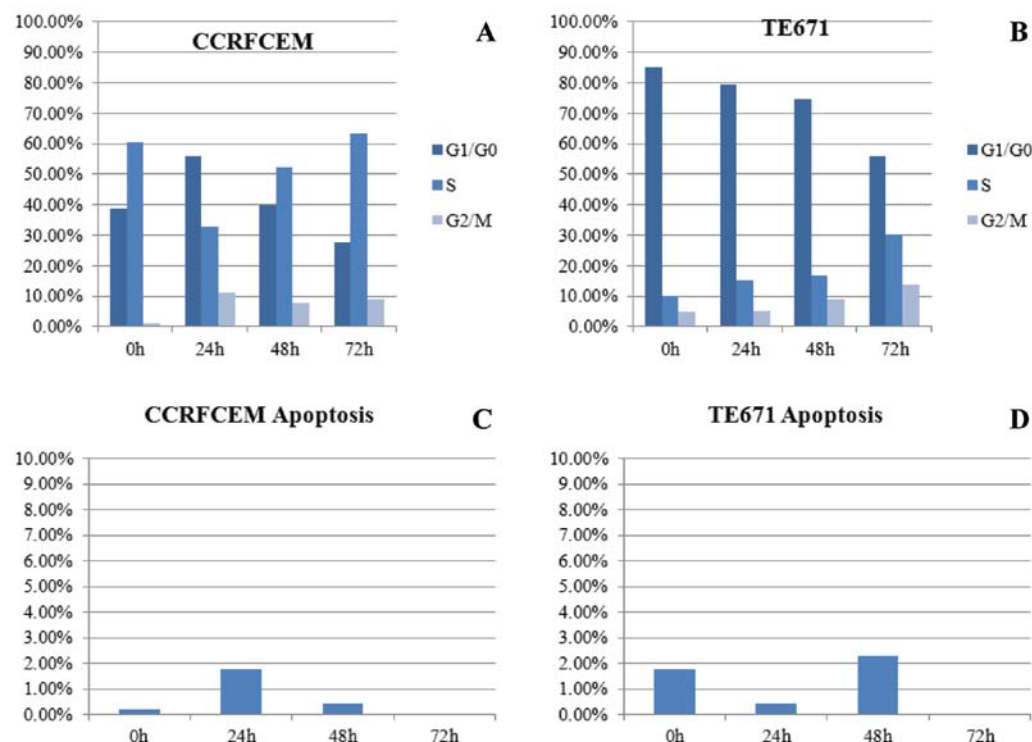 CCRFCEM
A
100.00%
90.00%
80.00%
70.00%
60.00%
50.00%
40.00%
30.00%
20.00%
10.00%
0.00%
0h 24h 48h 72h
G1/G0
S
G2/M
TE671
B
100.00%
90.00%
80.00%
70.00%
60.00%
50.00%
40.00%
30.00%
20.00%
10.00%
0.00%
0h 24h 48h 72h
G1/G0
S
G2/M
CCRFCEM Apoptosis
C
10.00%
9.00%
8.00%
7.00%
6.00%
5.00%
4.00%
3.00%
2.00%
1.00%
0.00%
0h 24h 48h 72h
TE671 Apoptosis
D
10.00%
9.00%
8.00%
7.00%
6.00%
5.00%
4.00%
3.00%
2.00%
1.00%
0.00%
0h 24h 48h 72h